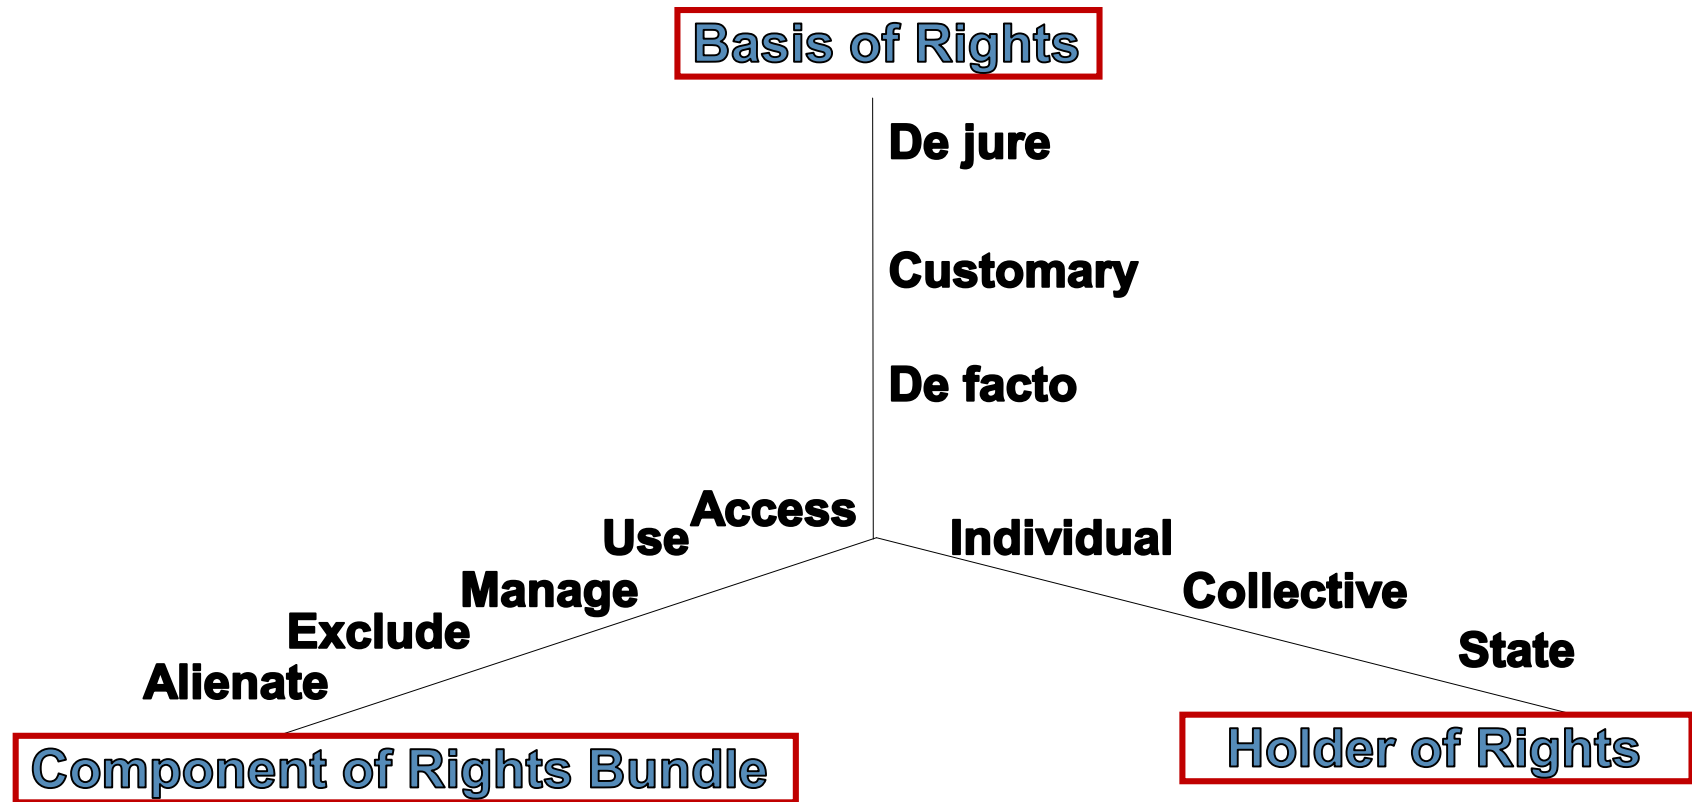 Basis of Rights
De jure
Customary
De facto
Access
Use
Manage
Exclude
Alienate
Individual
Collective
State
Component of Rights Bundle
Holder of Rights